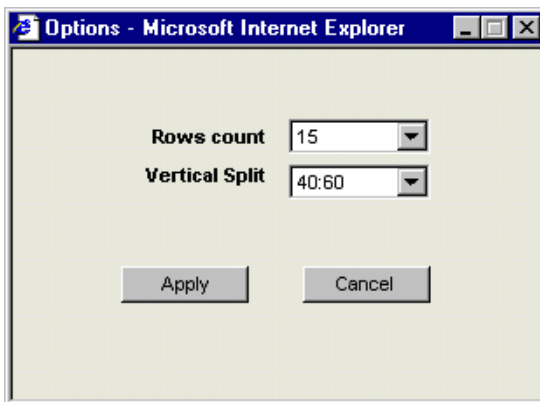 Options - Microsoft Internet Explorer
Rows count 15
Vertical Split 40:60
Apply Cancel